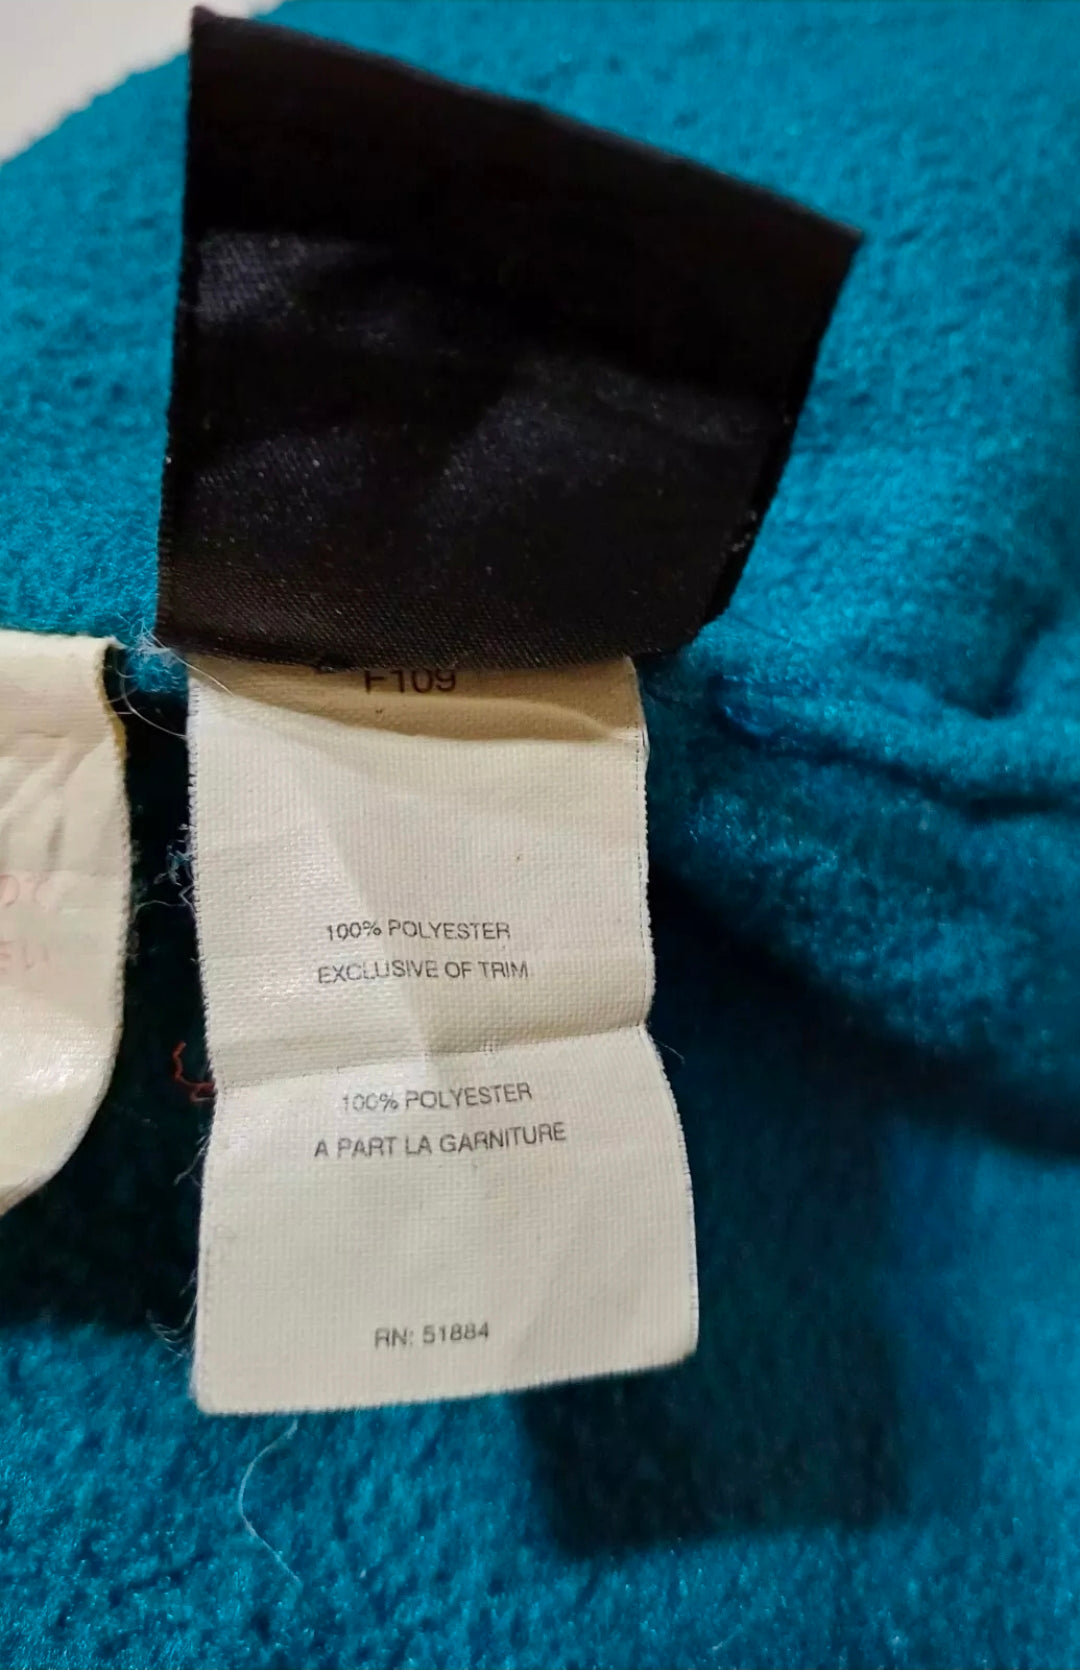 F109
100% POLYESTER
EXCLUSIVE OF TRIM
100% POLYESTER
A PART LA GARNITURE
RN: 51884